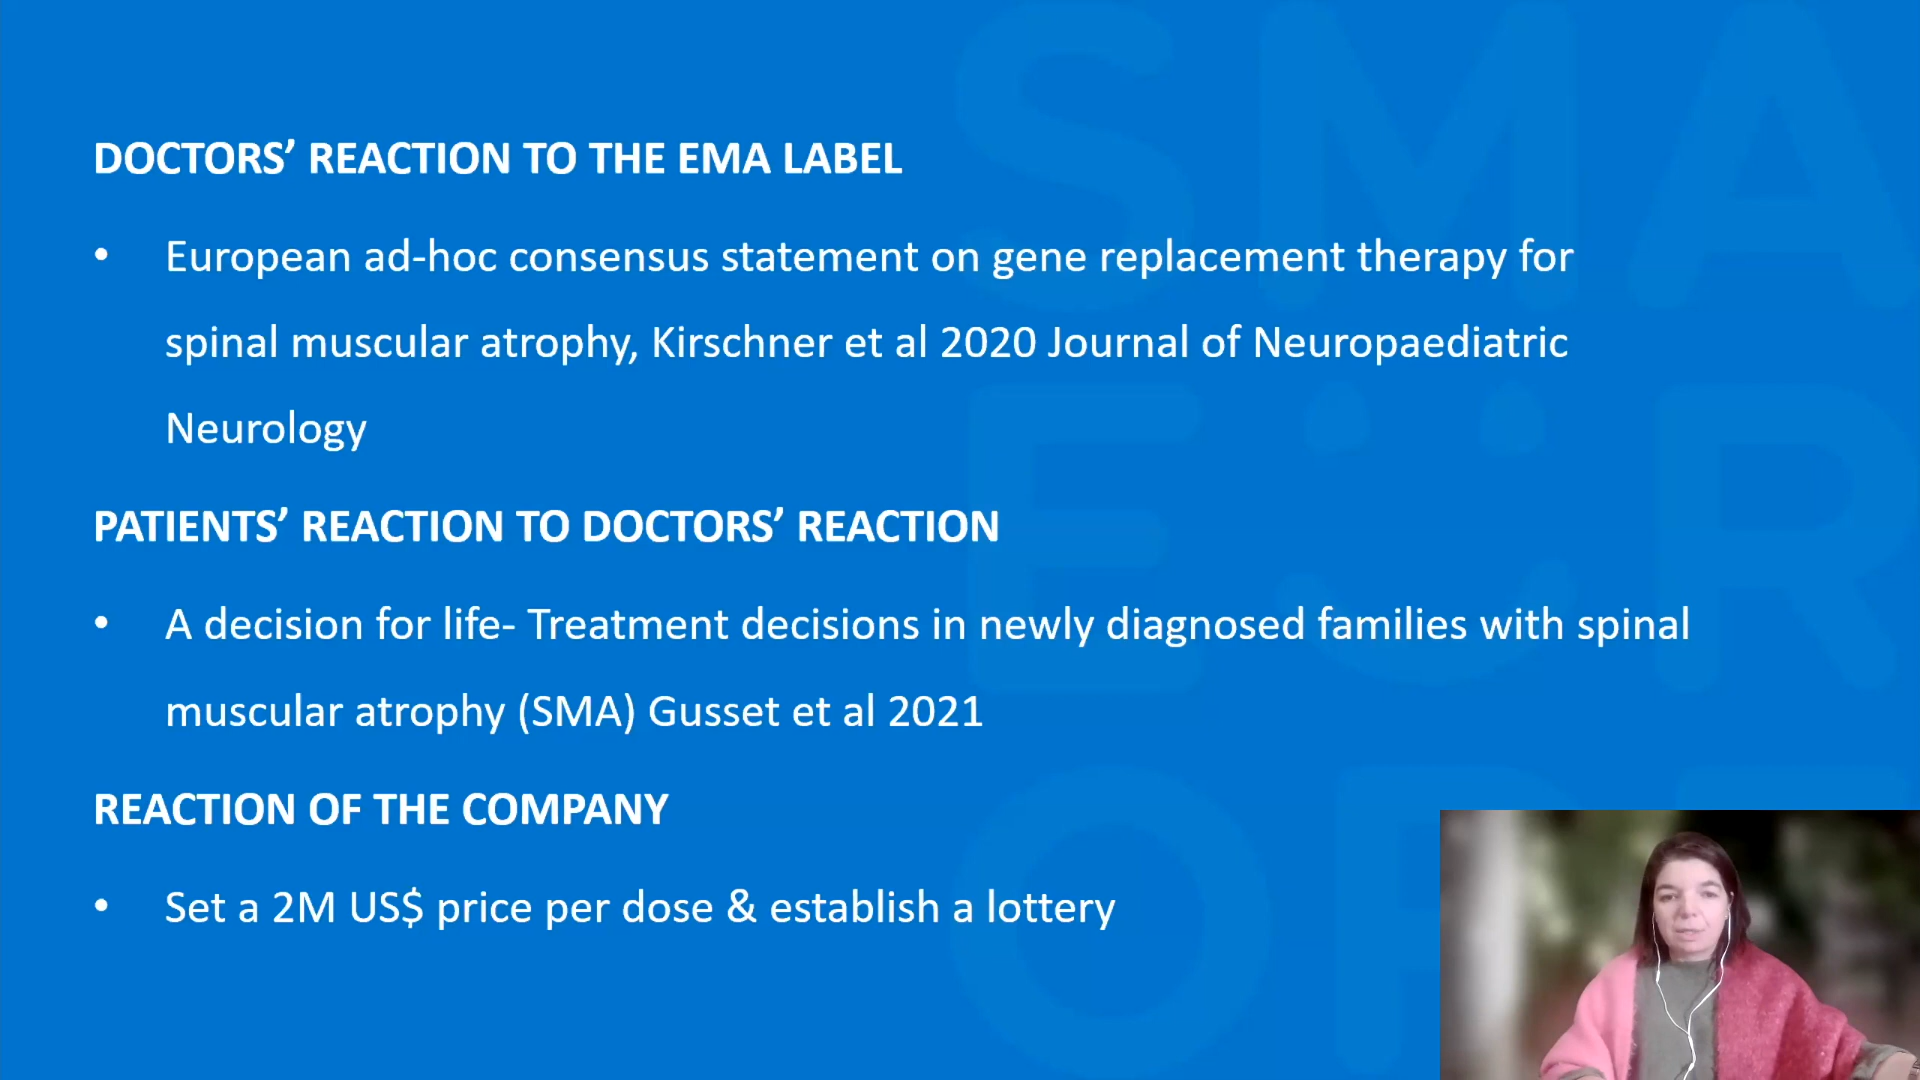 DOCTORS’ REACTION TO THE EMA LABEL
• European ad-hoc consensus statement on gene replacement therapy for
spinal muscular atrophy, Kirschner et al 2020 Journal of Neuropaediatric
Neurology
PATIENTS’ REACTION TO DOCTORS’ REACTION
• A decision for life- Treatment decisions in newly diagnosed families with spinal
muscular atrophy (SMA) Gusset et al 2021
REACTION OF THE COMPANY
• Set a 2M US$ price per dose & establish a lottery
SMA
EUR
OPE